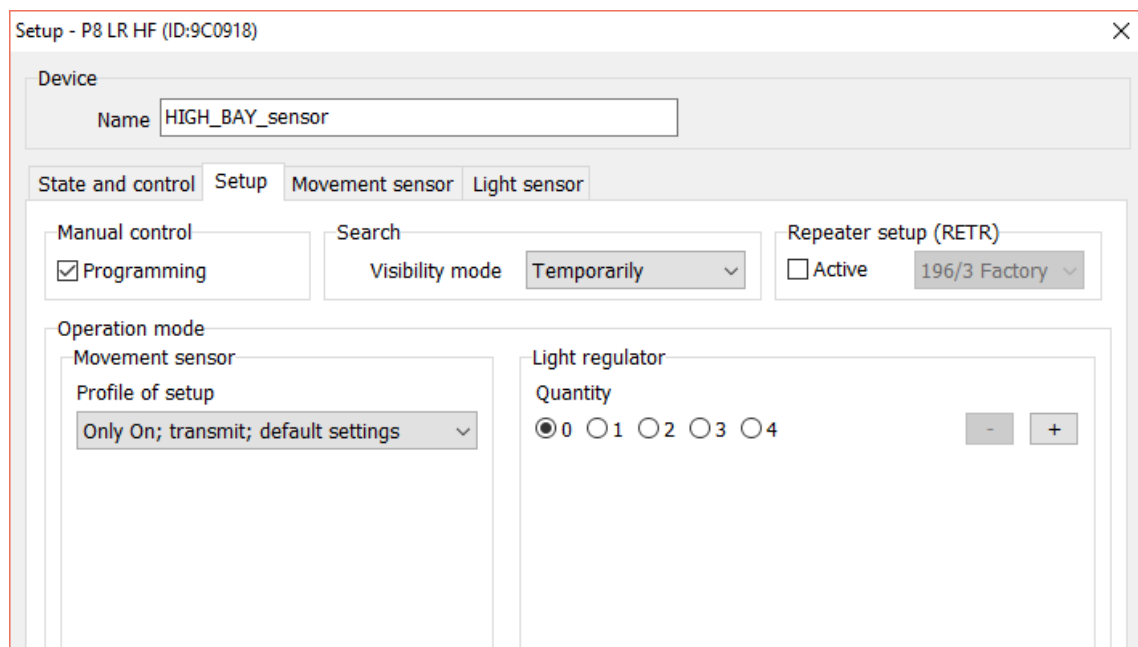 Setup - P8 LR HF (ID:9C0918)
Device
Name HIGH_BAY_sensor
State and control Setup Movement sensor Light sensor
Manual control Search Repeater setup (RETR)
Programming Visibility mode Temporarily Active 196/3 Factory
Operation mode
Movement sensor Light regulator
Profile of setup Quantity
Only On; transmit; default settings 0 1 2 3 4 - +